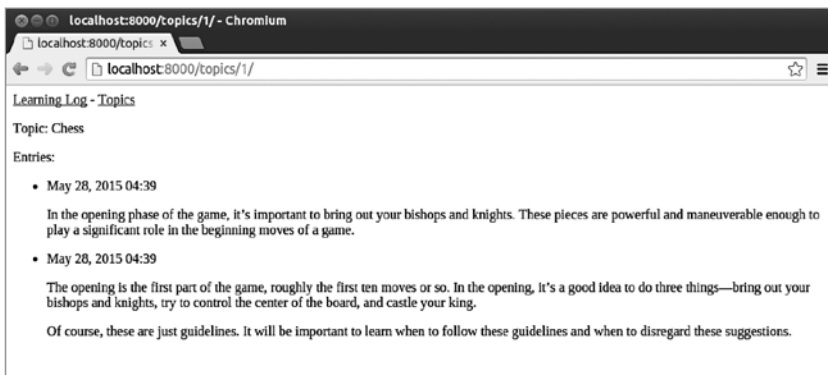 localhost:8000/topics/1/ - Chromium
localhost:8000/topics
localhost:8000/topics/1/
Learning Log - Topics
Topic: Chess
Entries:
• May 28, 2015 04:39
In the opening phase of the game, it’s important to bring out your bishops and knights. These pieces are powerful and maneuverable enough to
play a significant role in the beginning moves of a game.
• May 28, 2015 04:39
The opening is the first part of the game, roughly the first ten moves or so. In the opening, it’s a good idea to do three things—bring out your
bishops and knights, try to control the center of the board, and castle your king.
Of course, these are just guidelines. It will be important to learn when to follow these guidelines and when to disregard these suggestions.